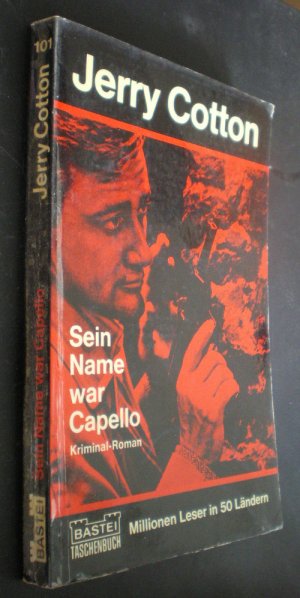 Jerry Cotton
Sein
Name
war
Capello
Kriminal-Roman
BASTEI
TASCHENBUCH
Millionen Leser in 50 Ländern
101
Jerry Cotton
Sein Name war Capello
BASTEI